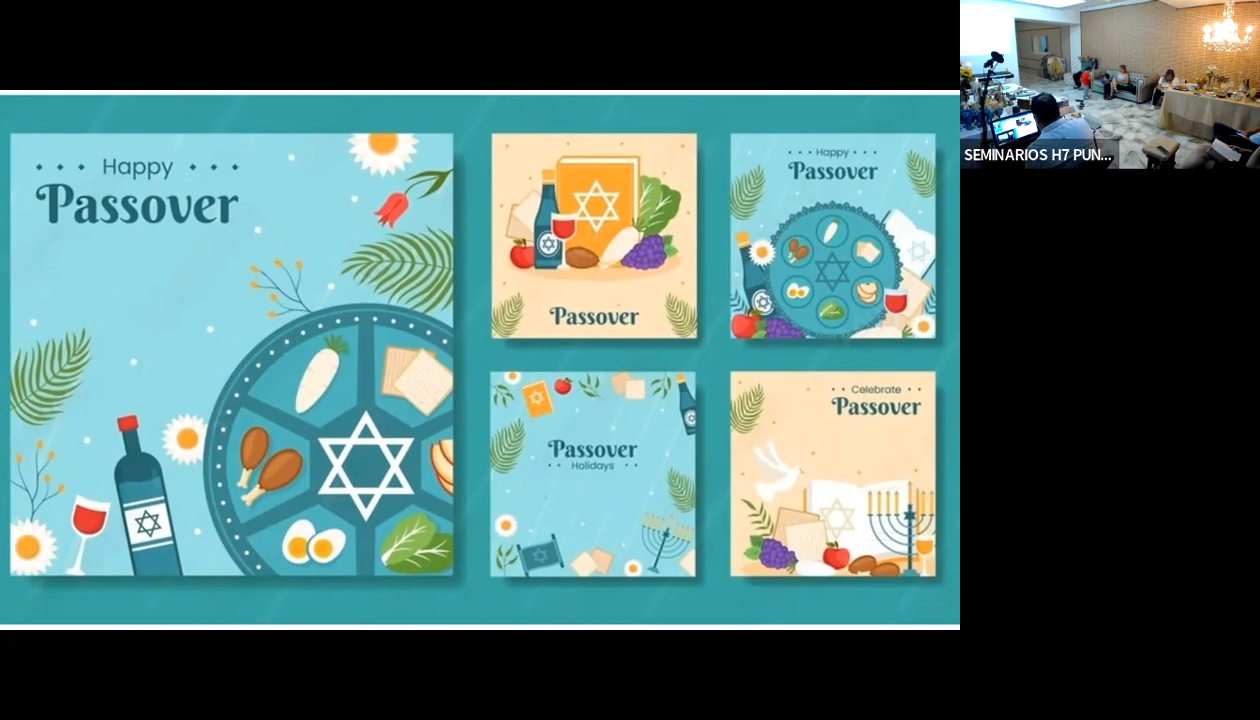 Happy
Passover
Passover
Happy
Passover
Passover
Holidays
Celebrate
Passover
SEMINARIOS H7 PUN...